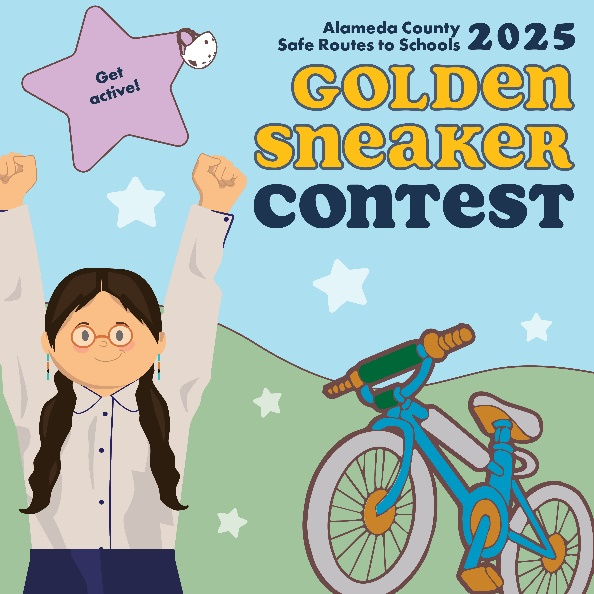 Alameda County
Safe Routes to Schools 2025
GOLDEN
SNEAKER
CONTEST
Get
active!